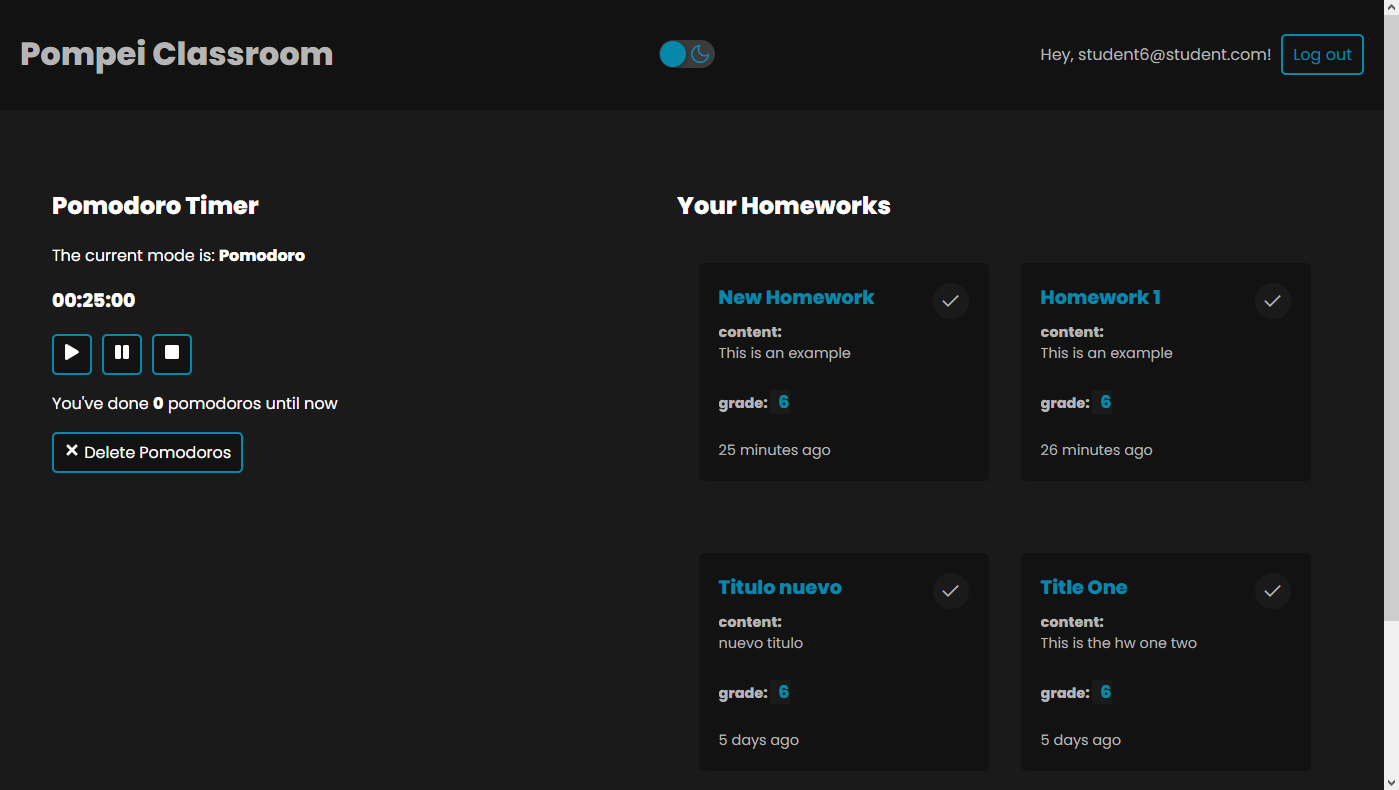 Pompei Classroom
Hey, student6@student.com!
Log out
Pomodoro Timer
The current mode is: Pomodoro
00:25:00
You've done 0 pomodoros until now
Delete Pomodoros
Your Homeworks
New Homework
content:
This is an example
grade: 6
25 minutes ago
Homework 1
content:
This is an example
grade: 6
26 minutes ago
Titulo nuevo
content:
nuevo titulo
grade: 6
5 days ago
Title One
content:
This is the hw one two
grade: 6
5 days ago